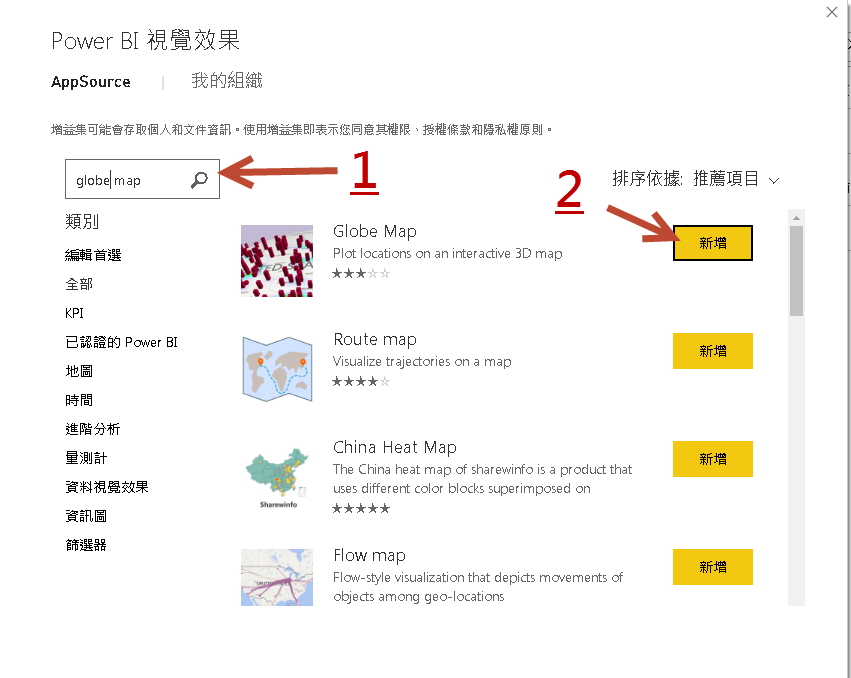 Power BI 視覺效果
AppSource | 我的組織
增益集可能會存取個人和文件資訊。使用增益集即表示您同意其權限、授權條款和隱私權原則。
globe map
1
2
排序依據: 推薦項目
類別
編輯首選
全部
KPI
已認證的 Power BI
地圖
時間
進階分析
量測計
資料視覺效果
資訊圖
篩選器
Globe Map
Plot locations on an interactive 3D map
新增
Route map
Visualize trajectories on a map
新增
China Heat Map
The China heat map of sharewinfo is a product that
uses different color blocks superimposed on
新增
Sharewinfo
Flow map
Flow-style visualization that depicts movements of
objects among geo-locations
新增